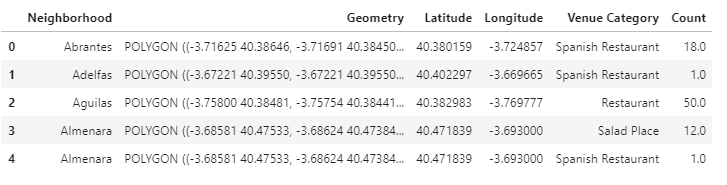 Neighborhood Geometry Latitude Longitude Venue Category Count
0 Abrantes POLYGON ((-3.71625 40.38646, -3.71691 40.38450... 40.380159 -3.724857 Spanish Restaurant 18.0
1 Adelfas POLYGON ((-3.67221 40.39550, -3.67221 40.39550... 40.402297 -3.669665 Spanish Restaurant 1.0
2 Aguilas POLYGON ((-3.75800 40.38481, -3.75754 40.38441... 40.382983 -3.769777 Restaurant 50.0
3 Almenara POLYGON ((-3.68581 40.47533, -3.68624 40.47384... 40.471839 -3.693000 Salad Place 12.0
4 Almenara POLYGON ((-3.68581 40.47533, -3.68624 40.47384... 40.471839 -3.693000 Spanish Restaurant 1.0